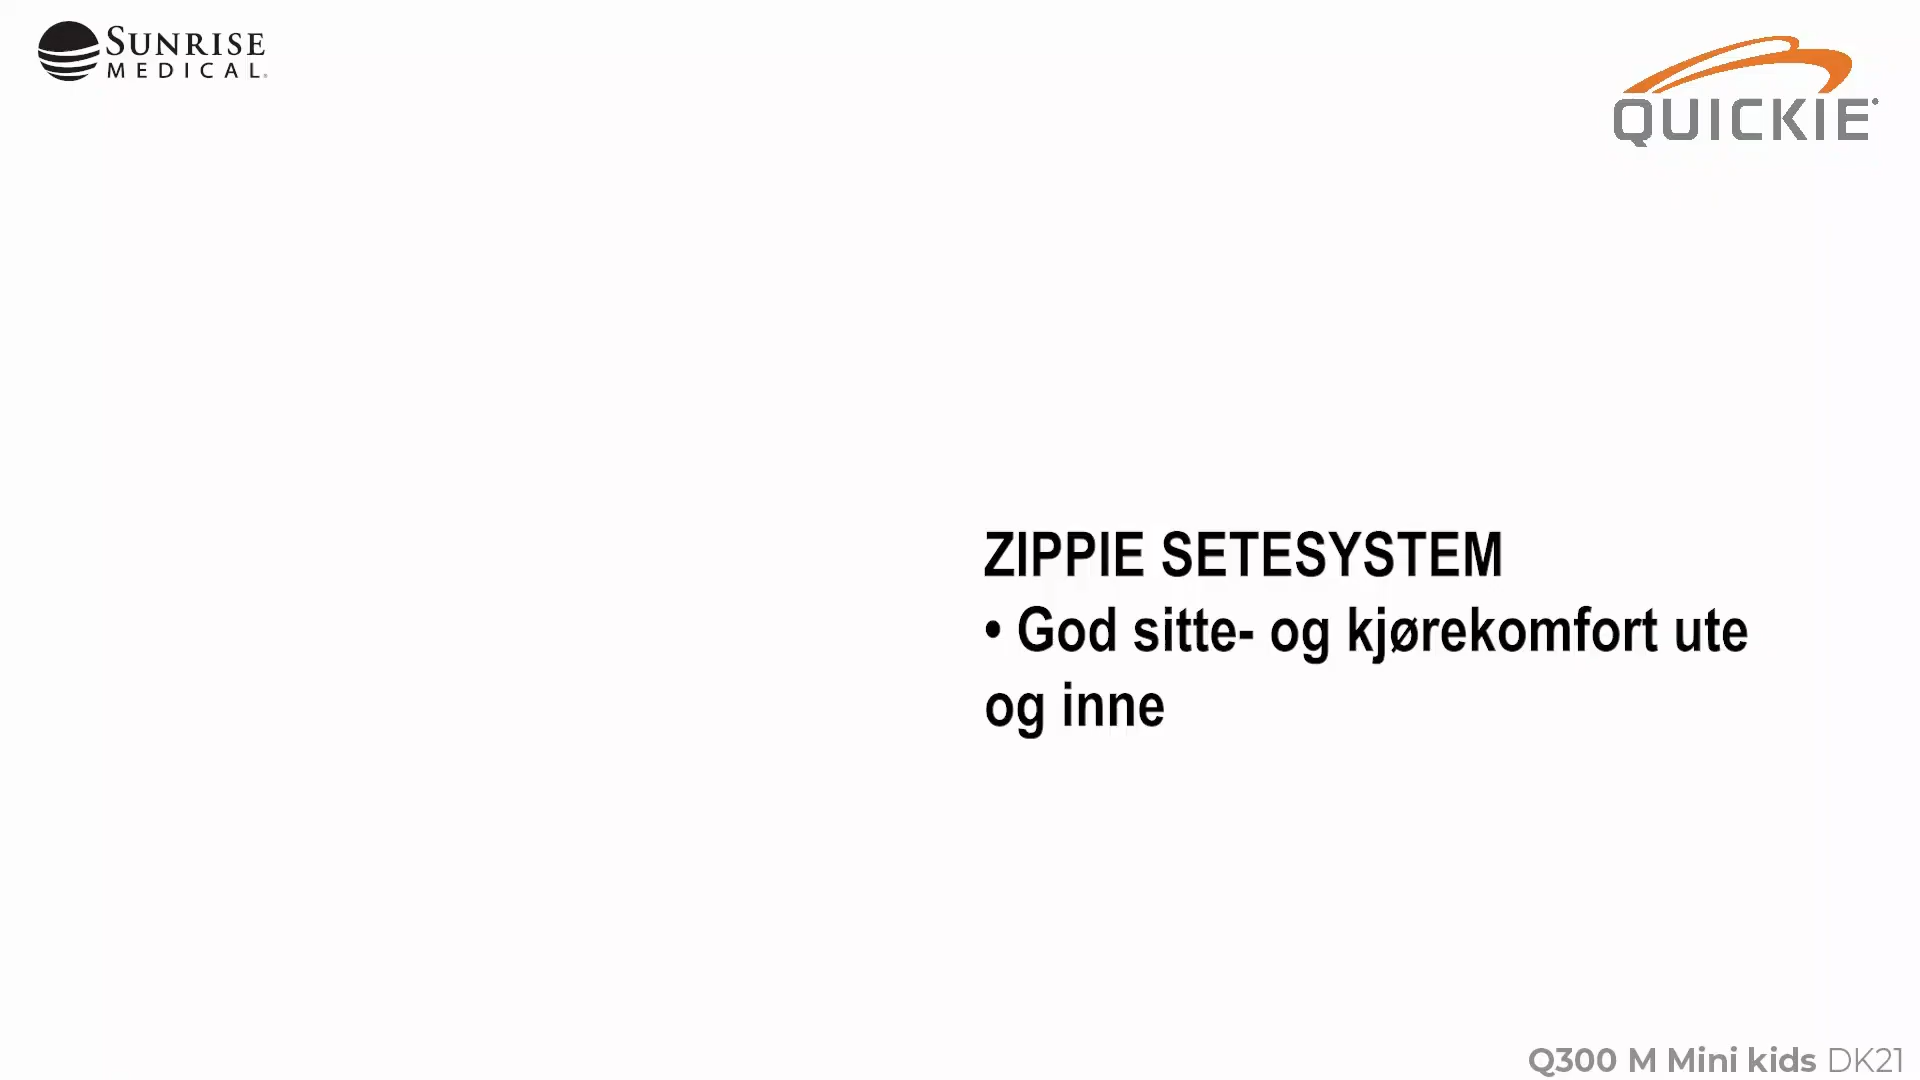 SUNRISE
MEDICAL
QUICKIE
ZIPPIE SETESYSTEM
• God sitte- og kjørekomfort ute
og inne
Q300 M Mini kids DK21